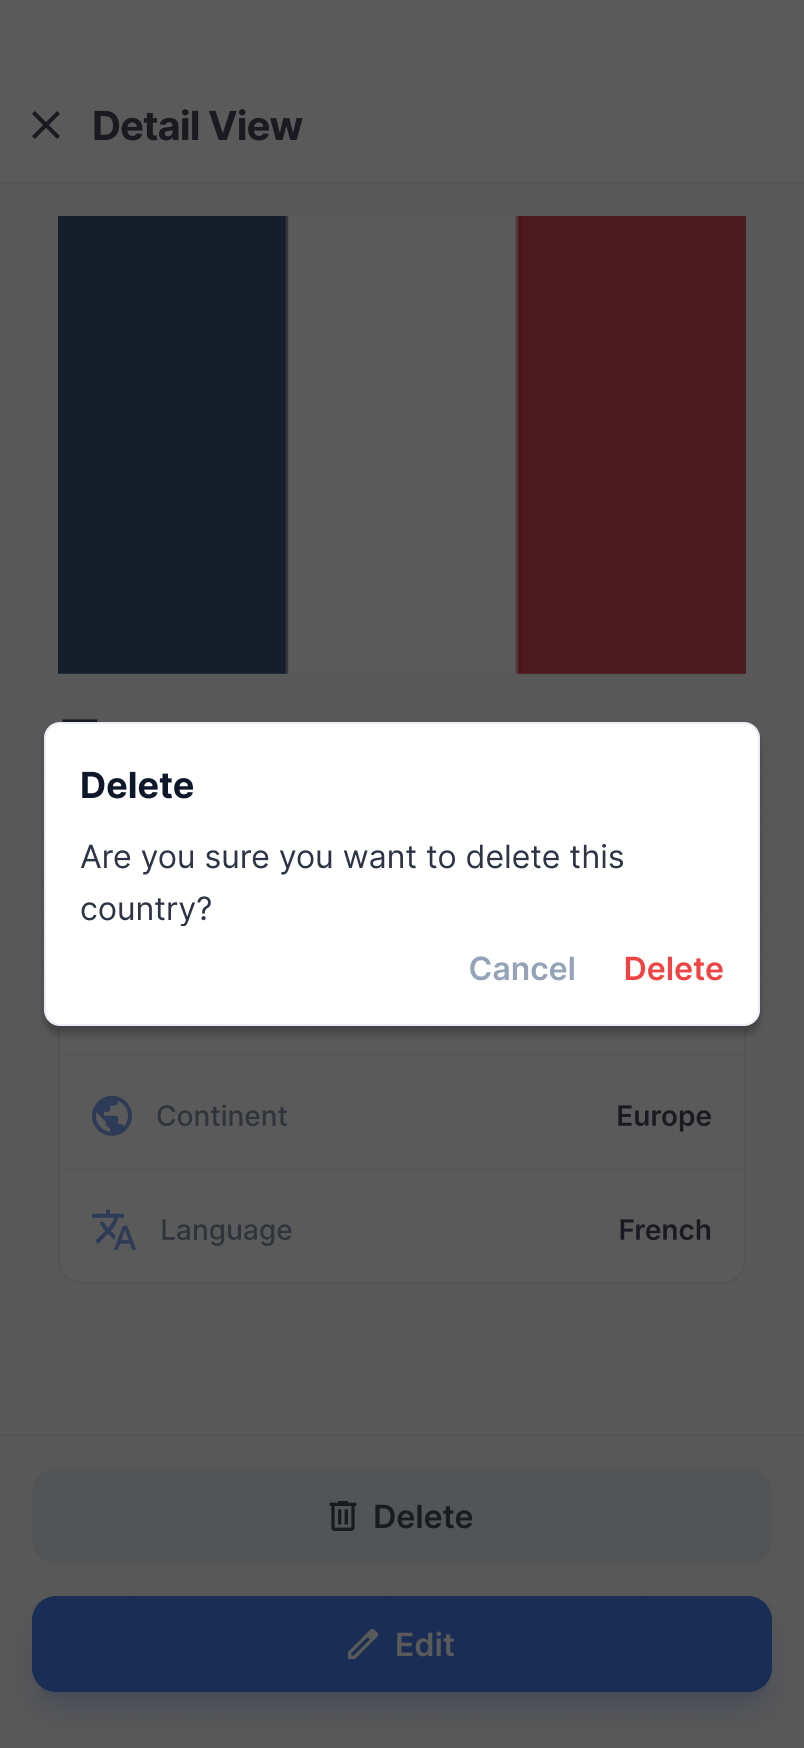 Detail View
Delete
Are you sure you want to delete this
country?
Cancel
Delete
Continent
Europe
Language
French
Delete
Edit